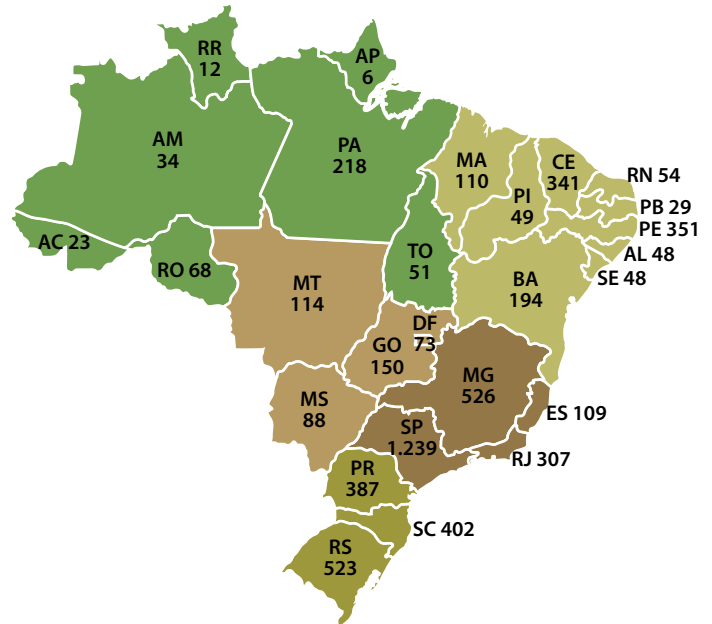 RR
12
AP
6
AM
34
PA
218
MA
110
CE
341
RN 54
PI
49
PB 29
PE 351
AC 23
AL 48
RO 68
TO
51
SE 48
MT
114
BA
194
DF
73
GO
150
MG
526
MS
88
ES 109
SP
1.239
RJ 307
PR
387
SC 402
RS
523